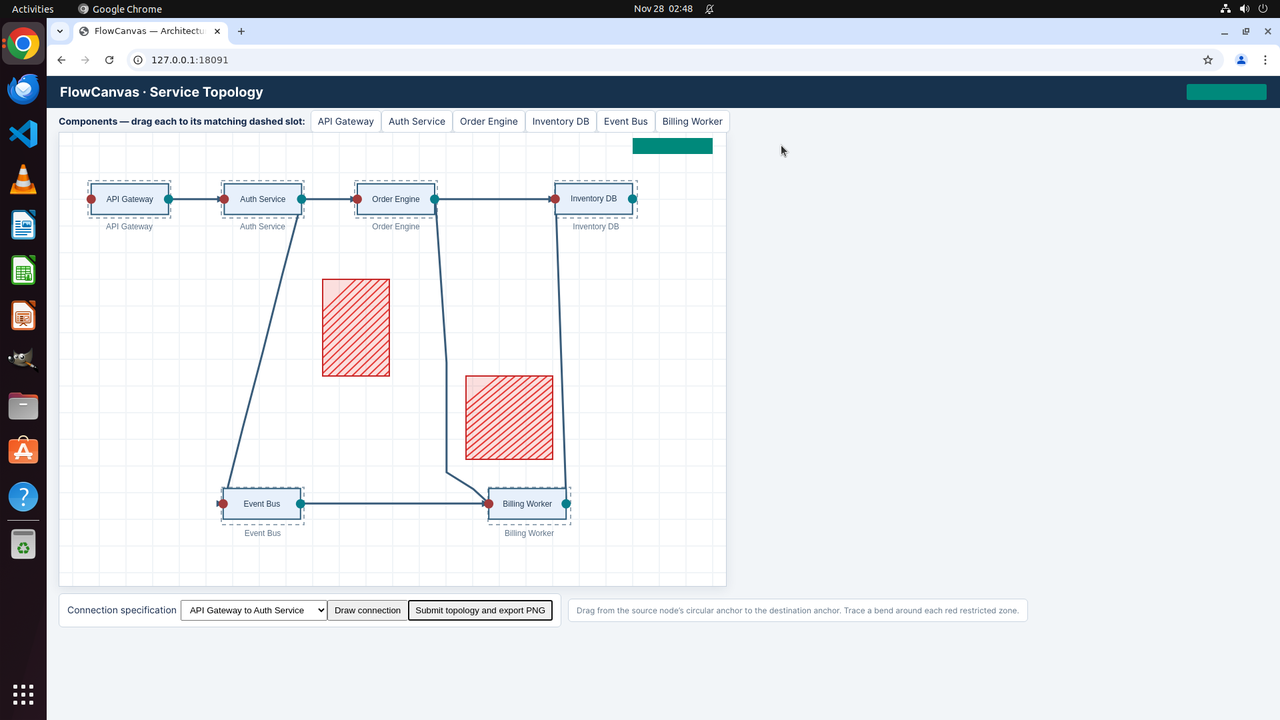 Activities
Google Chrome
Nov 28 02:48
FlowCanvas — Architectu
127.0.0.1:18091
FlowCanvas · Service Topology
Components — drag each to its matching dashed slot:
API Gateway
Auth Service
Order Engine
Inventory DB
Event Bus
Billing Worker
API Gateway
Auth Service
Order Engine
Inventory DB
API Gateway
Auth Service
Order Engine
Inventory DB
Event Bus
Billing Worker
Event Bus
Billing Worker
Connection specification
API Gateway to Auth Service
Draw connection
Submit topology and export PNG
Drag from the source node's circular anchor to the destination anchor. Trace a bend around each red restricted zone.